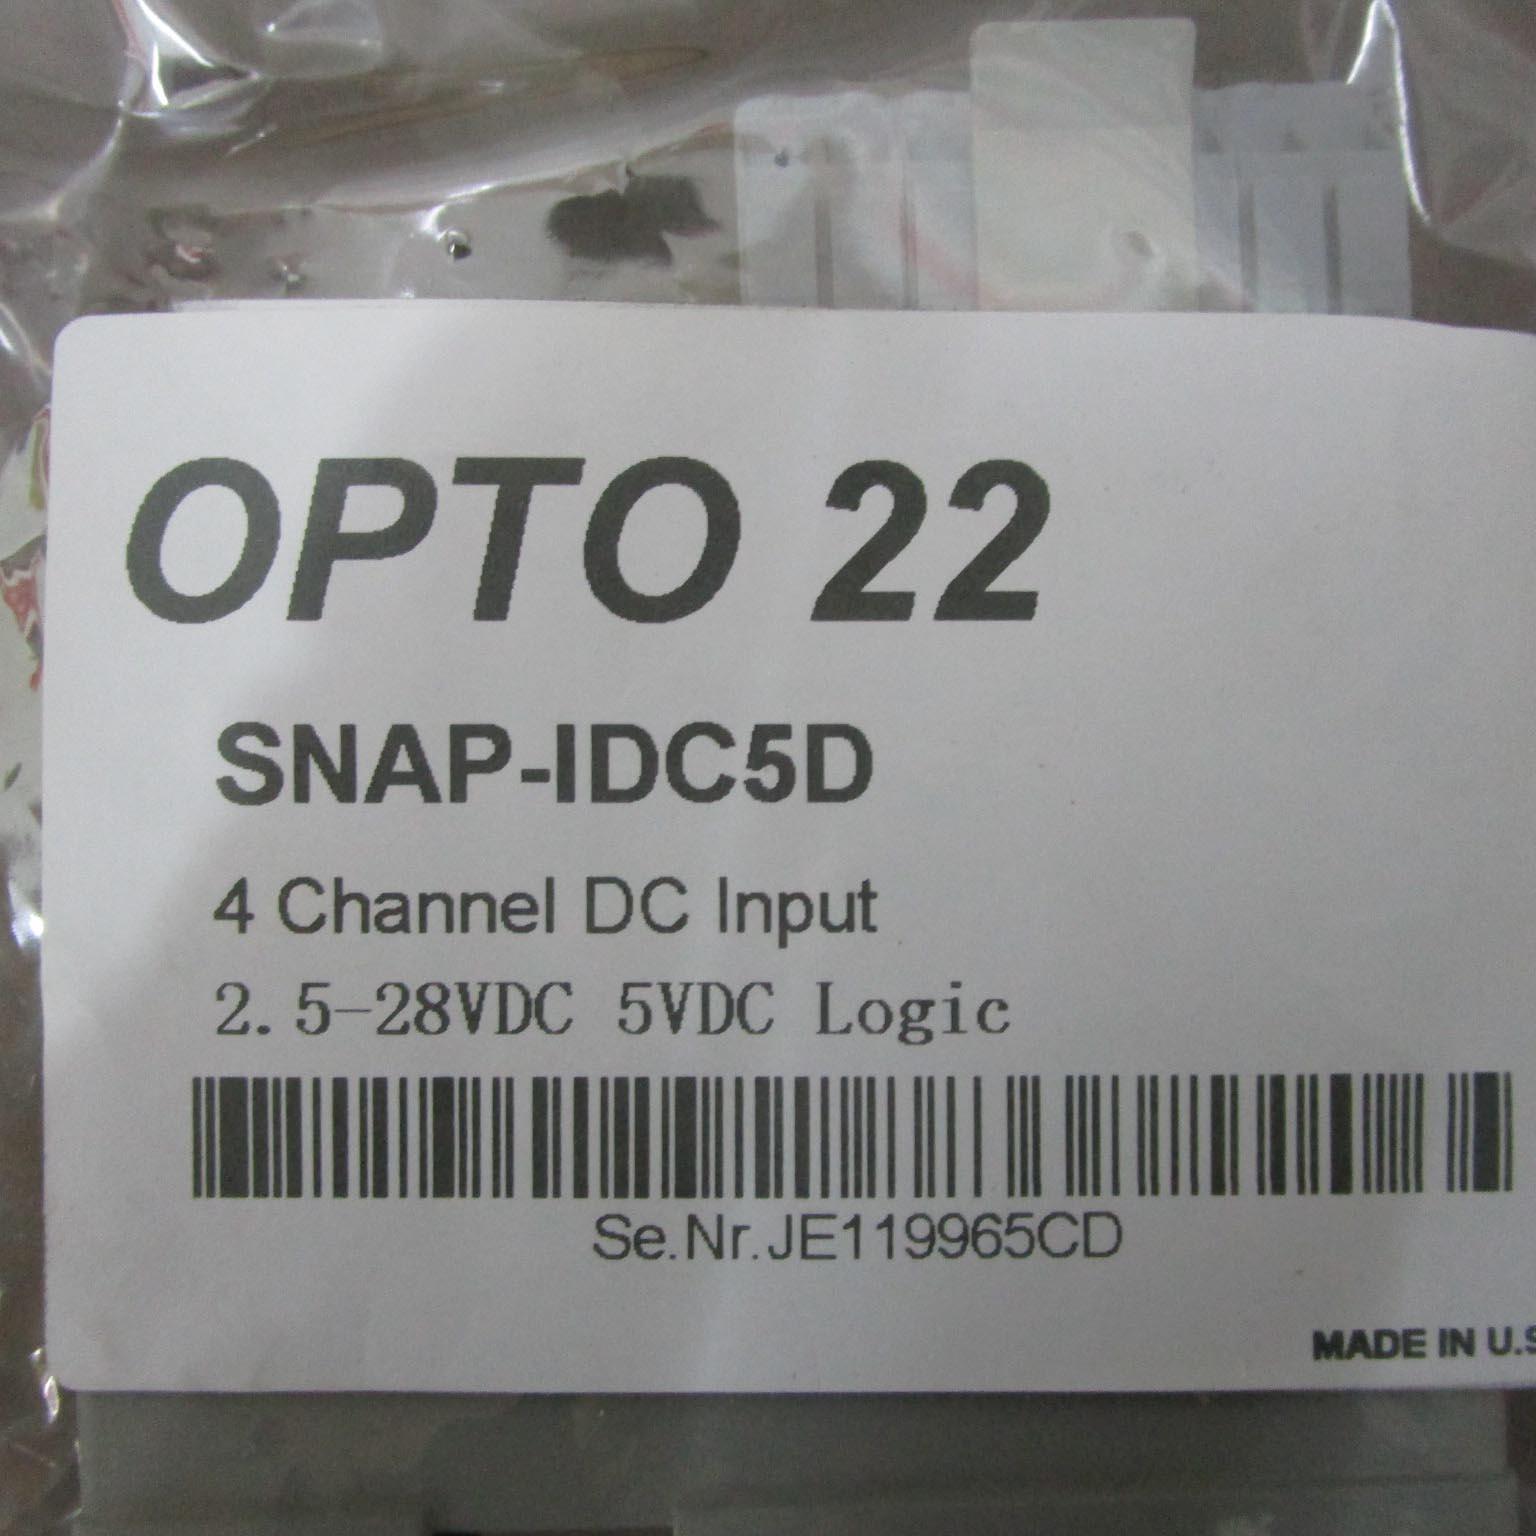 OPTO 22
SNAP-IDC5D
4 Channel DC Input
2.5-28VDC 5VDC Logic
Se.Nr.JE119965CD
MADE IN U.S